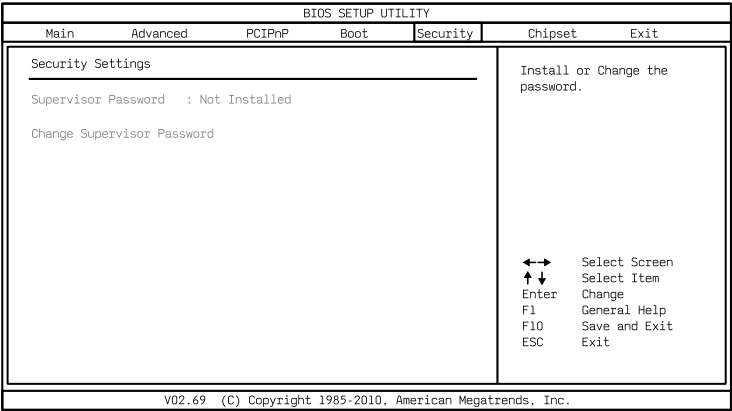 BIOS SETUP UTILITY
Main Advanced PCIPnP Boot Security Chipset Exit
Security Settings
Supervisor Password : Not Installed
Change Supervisor Password
Install or Change the
password.
←→ Select Screen
↑↓ Select Item
Enter Change
F1 General Help
F10 Save and Exit
ESC Exit
V02.69 (C) Copyright 1985-2010, American Megatrends, Inc.